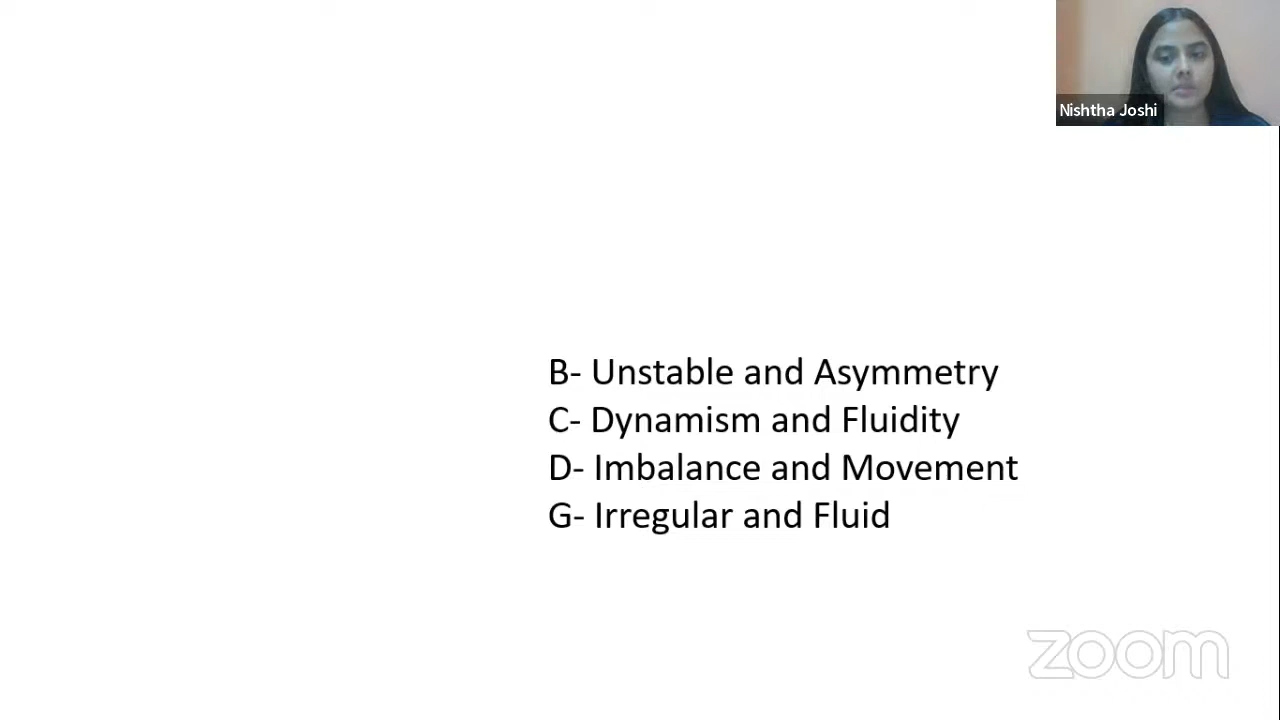 Nishtha Joshi
B- Unstable and Asymmetry
C- Dynamism and Fluidity
D- Imbalance and Movement
G- Irregular and Fluid
zoom